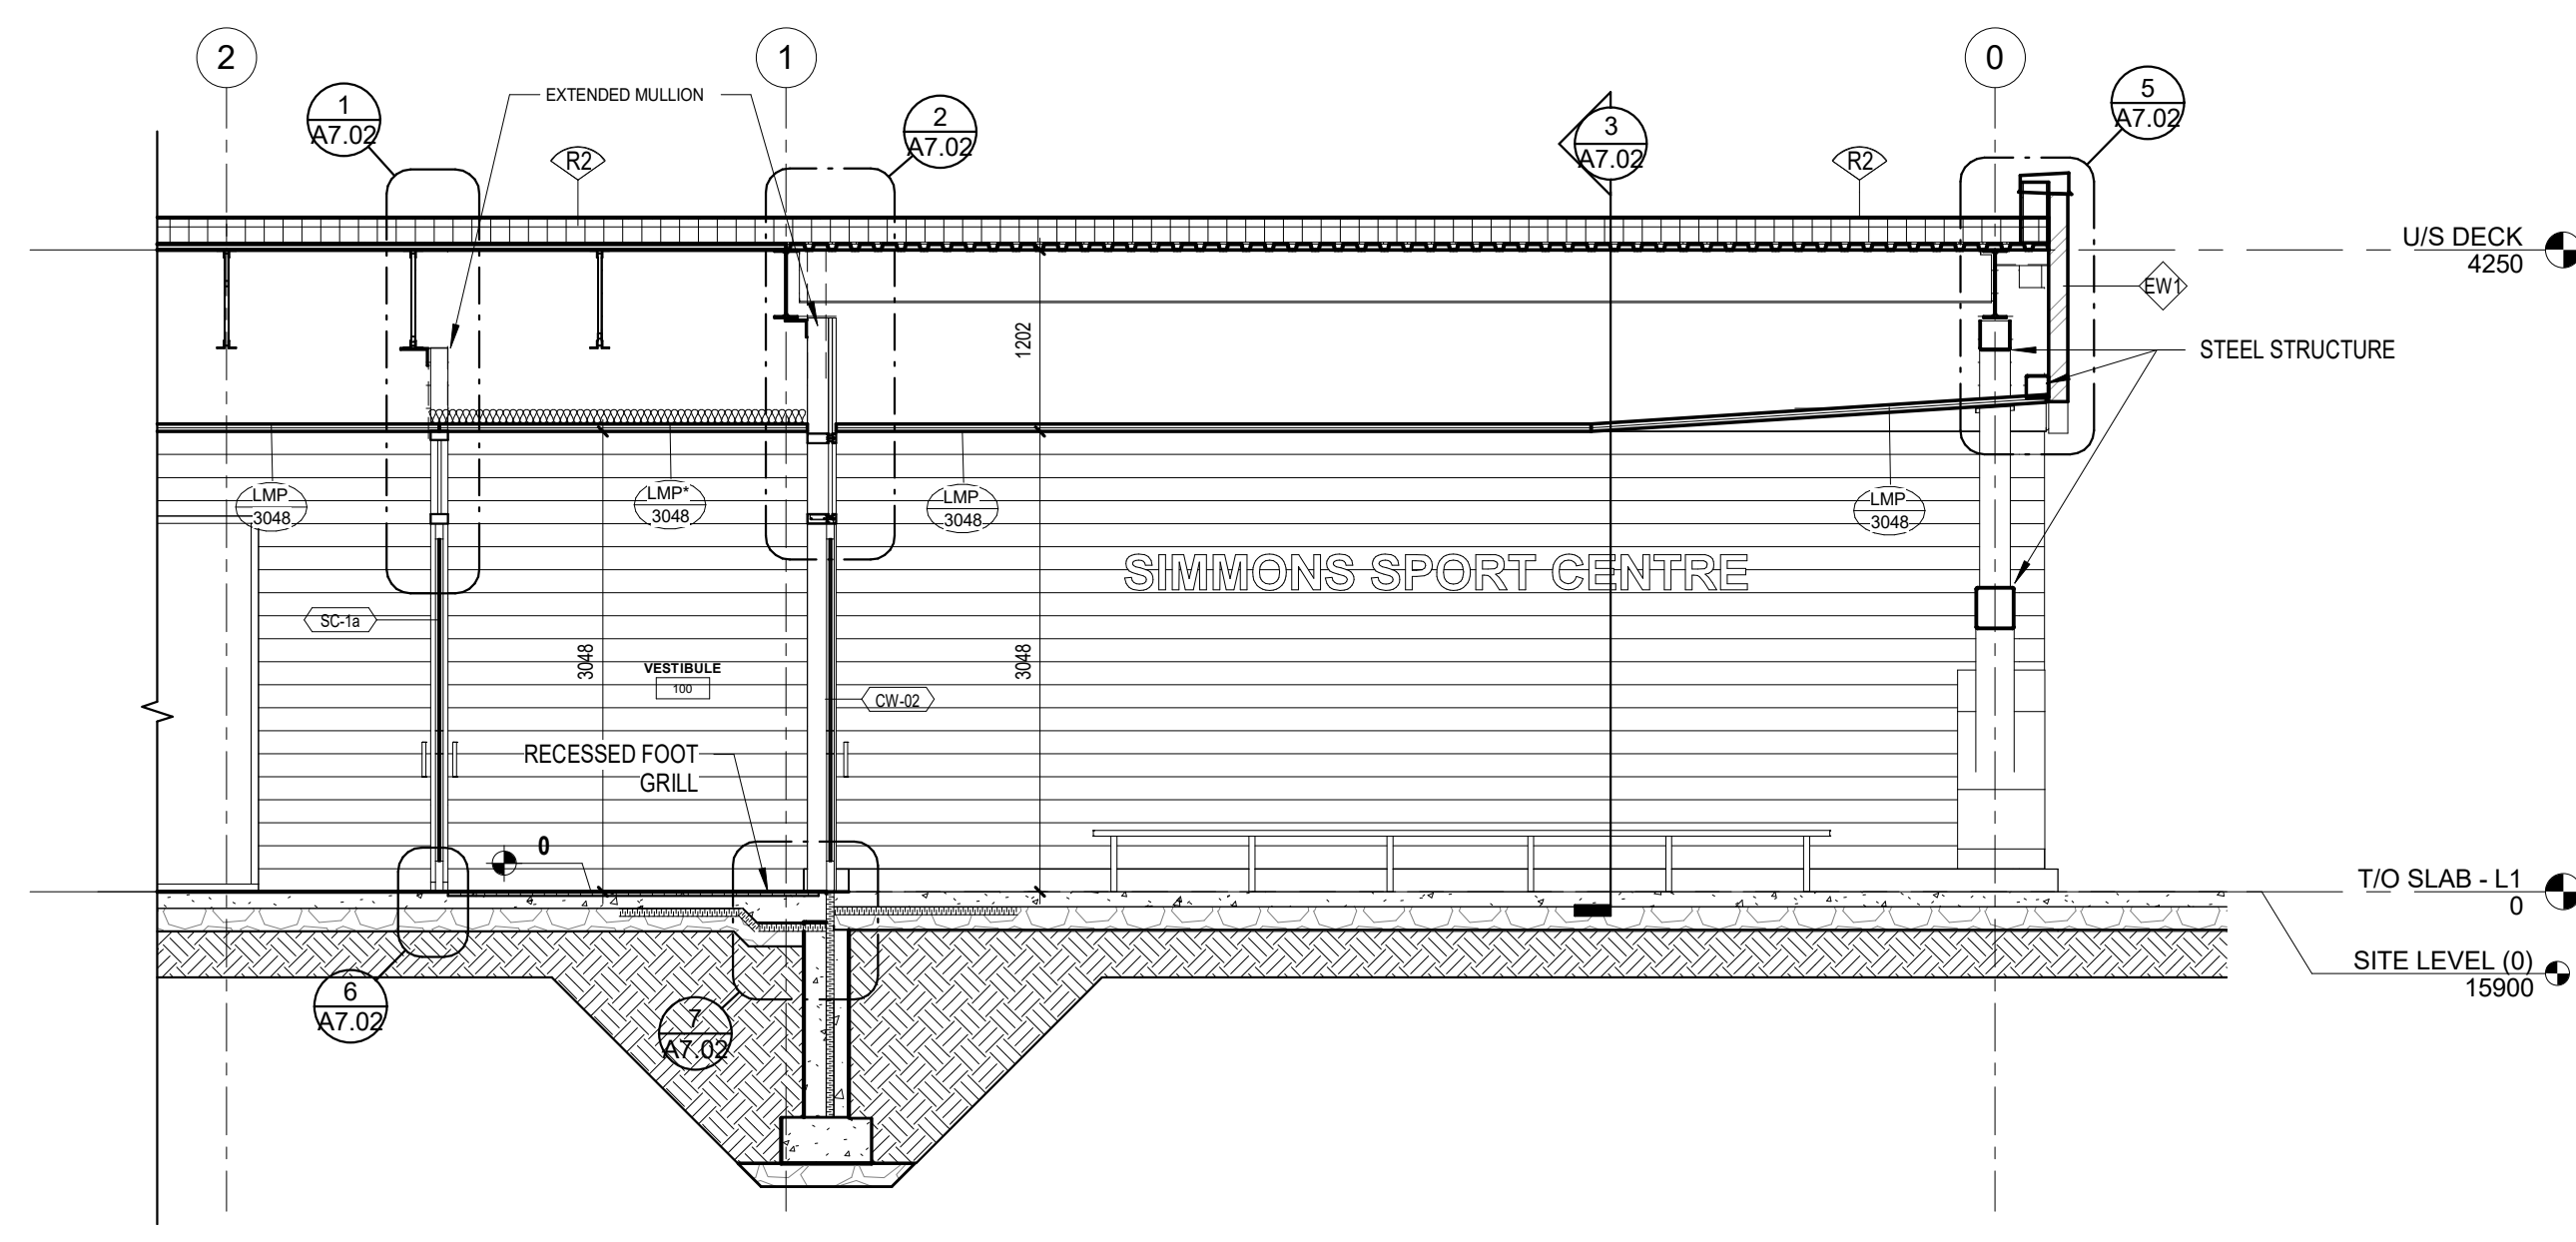 2
1
0
EXTENDED MULLION
1
A7.02
2
A7.02
3
A7.02
5
A7.02
R2
R2
U/S DECK
4250
EW1
STEEL STRUCTURE
1202
LMP
3048
LMP*
3048
LMP
3048
LMP
3048
SIMMONS SPORT CENTRE
SC-1a
3048
VESTIBULE
100
3048
CW-02
RECESSED FOOT
GRILL
0
T/O SLAB - L1
0
SITE LEVEL (0)
15900
6
A7.02
7
A7.02